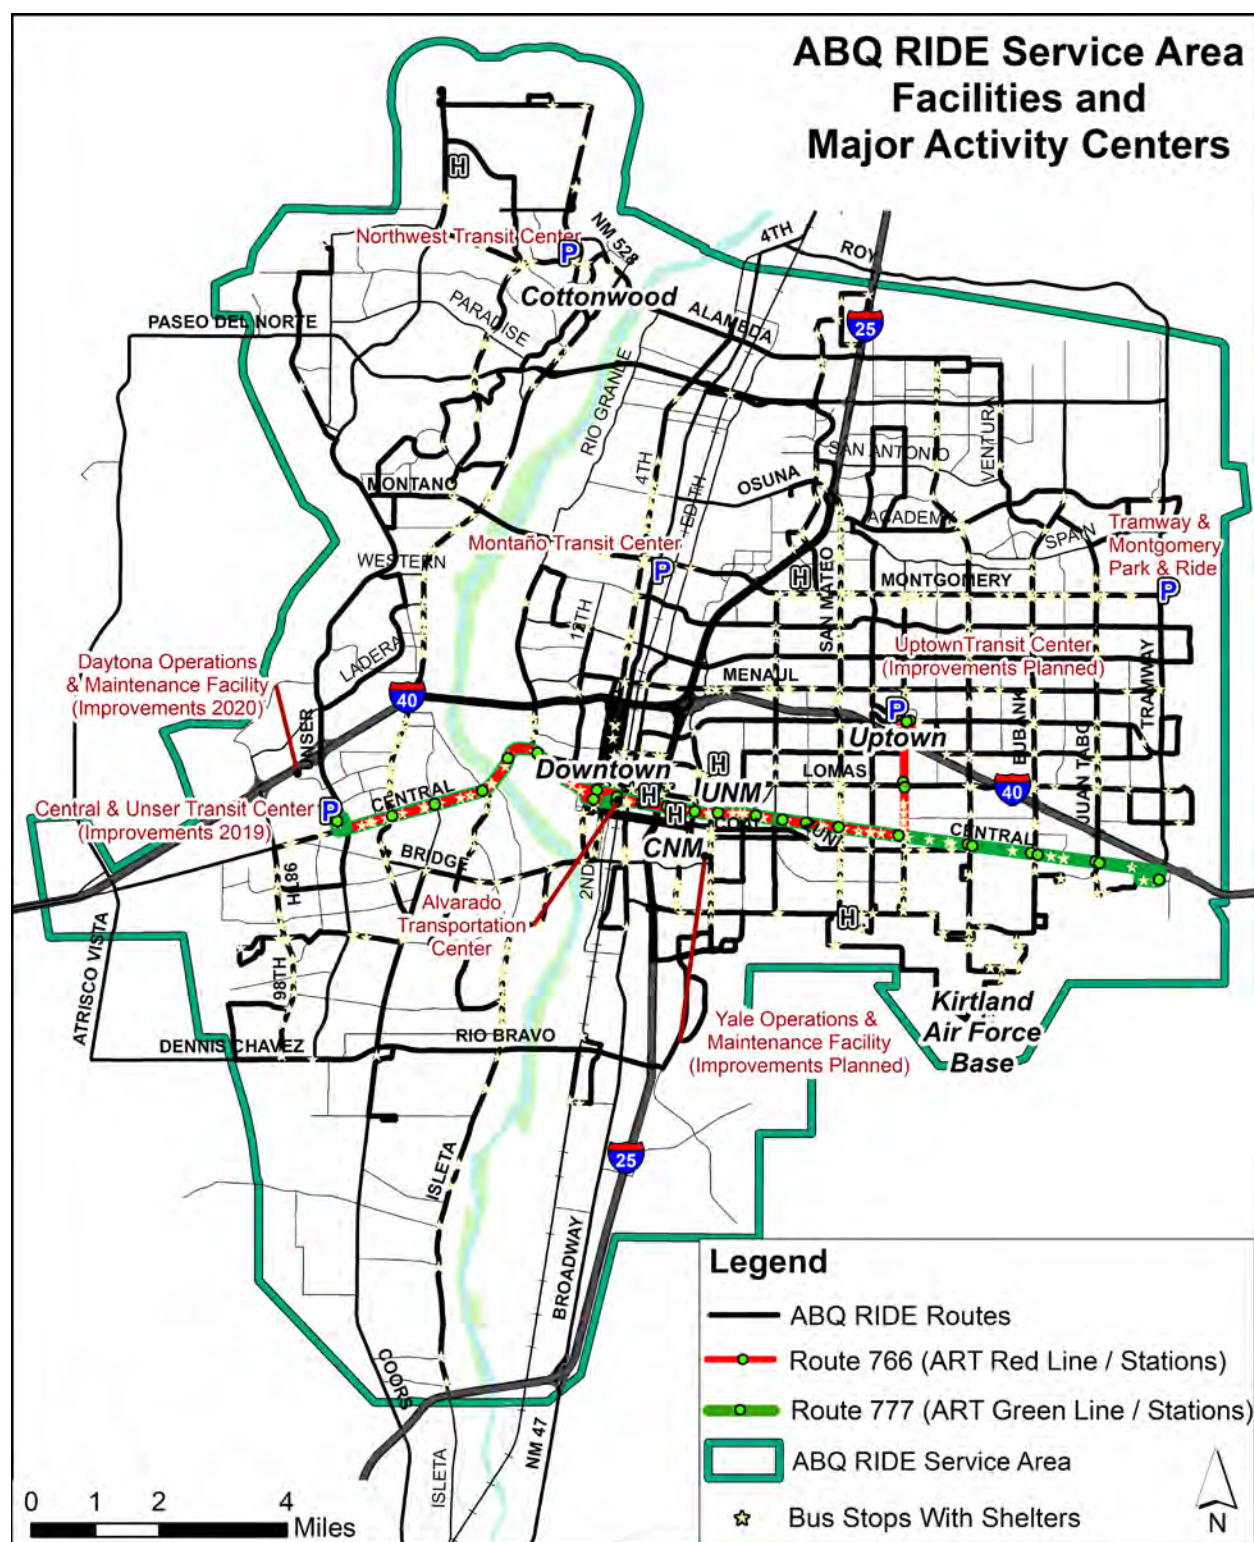 ABQ RIDE Service Area
Facilities and
Major Activity Centers
H
Northwest Transit Center
P
NM 528
4TH
ROY
Cottonwood
PARADISE
PASEO DEL NORTE
ALAMEDA
25
RIO GRANDE
VENTURA
SAN ANTONIO
4TH
OSUNA
MONTANO
ACADEMY
SPAIN
Tramway &
Montgomery
Park & Ride
P
WESTERN
Montaño Transit Center
P
H
SAN MATEO
MONTGOMERY
12TH
LADERA
Daytona Operations
& Maintenance Facility
(Improvements 2020)
UptownTransit Center
(Improvements Planned)
MENAUL
TRAMWAY
40
P
Uptown
EUBANK
JUAN TABO
UNSER
Downtown
H
LOMAS
40
Central & Unser Transit Center
(Improvements 2019)
P
CENTRAL
H
UNM
H
CENTRAL
CNM
BRIDGE
98TH
2ND
Alvarado
Transportation
Center
H
ATRISCO VISTA
98TH
Kirtland
Air Force
Base
Yale Operations &
Maintenance Facility
(Improvements Planned)
DENNIS CHAVEZ
RIO BRAVO
25
ISLETA
BROADWAY
COORS
NM 47
ISLETA
Legend
ABQ RIDE Routes
Route 766 (ART Red Line / Stations)
Route 777 (ART Green Line / Stations)
ABQ RIDE Service Area
Bus Stops With Shelters
N
0 1 2 4
Miles